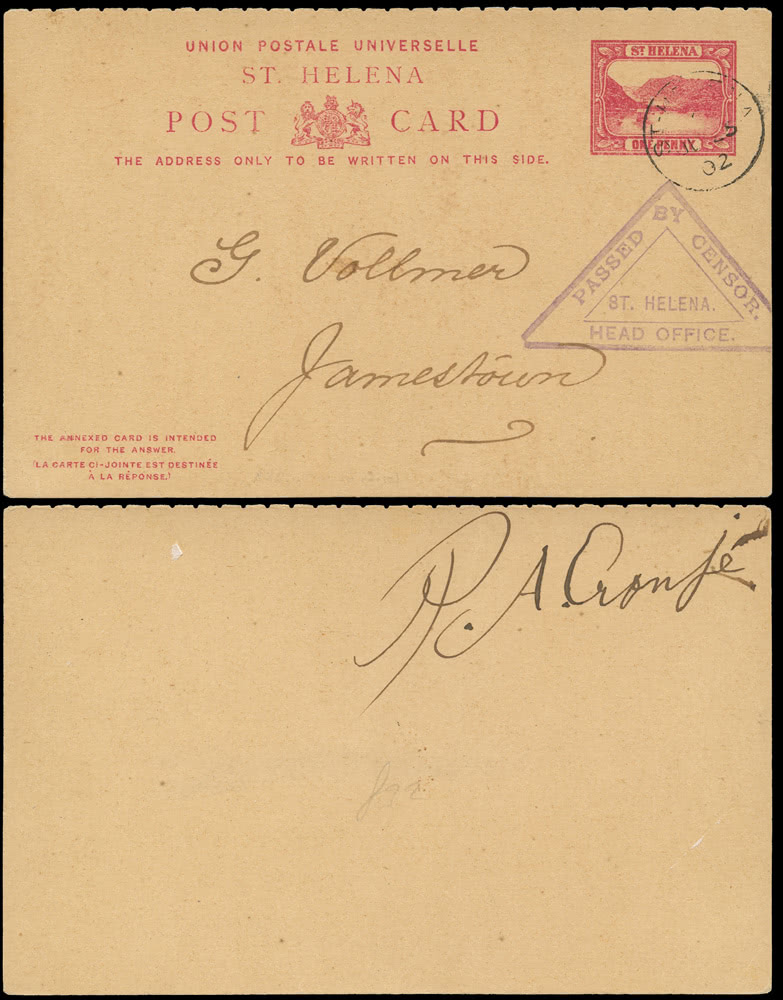 UNION POSTALE UNIVERSELLE
ST. HELENA
POST CARD
THE ADDRESS ONLY TO BE WRITTEN ON THIS SIDE.
ST HELENA
ONE PENNY
02
PASSED BY CENSOR.
ST. HELENA.
HEAD OFFICE.
G. Vollmer
Jamestown
THE ANNEXED CARD IS INTENDED
FOR THE ANSWER.
(LA CARTE CI-JOINTE EST DESTINÉE
À LA RÉPONSE.)
R. A. Cronjé